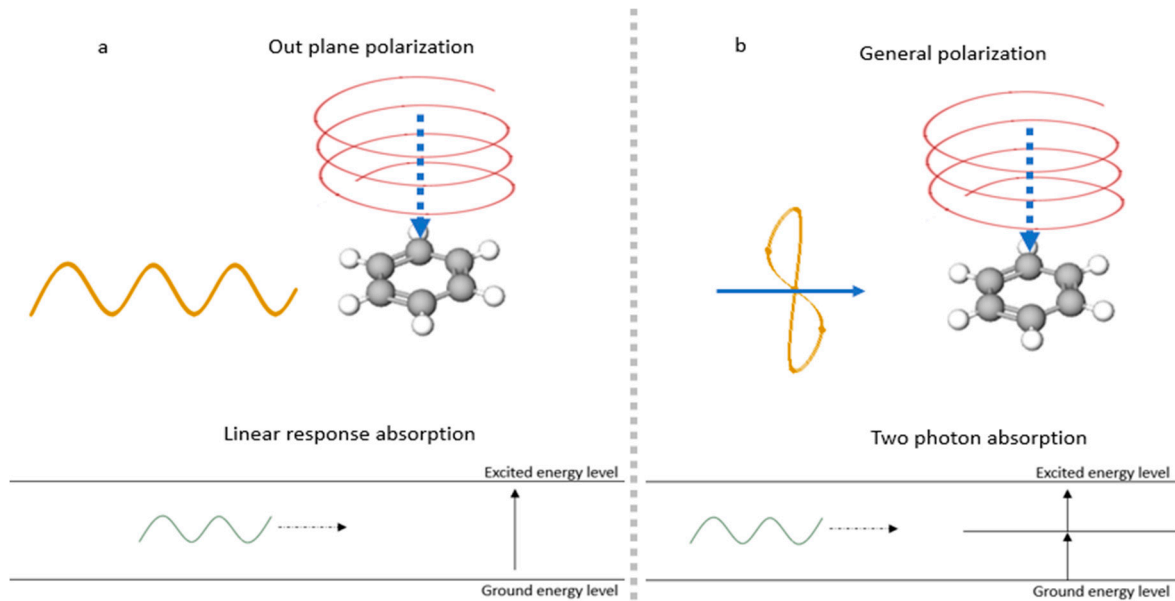 a
Out plane polarization
Linear response absorption
Excited energy level
Ground energy level
b
General polarization
Two photon absorption
Excited energy level
Ground energy level